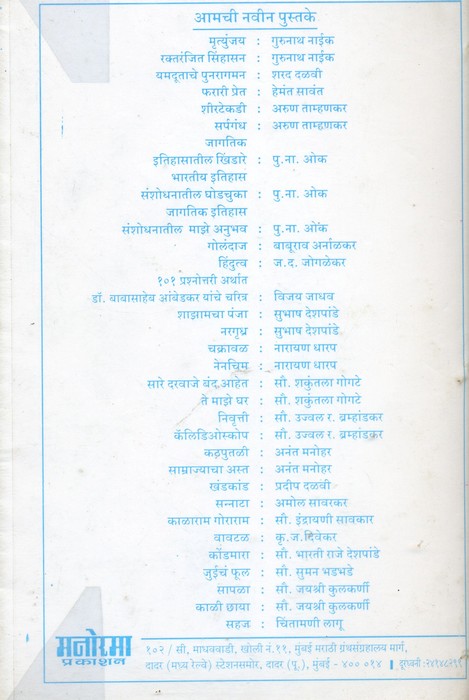 आमची नवीन पुस्तके
मृत्युंजय : गुरुनाथ नाईक
रक्तरंजित सिंहासन : गुरुनाथ नाईक
यमदूताचे पुनरागमन : शरद दळवी
फरारी प्रेत : हेमंत सावंत
शीरटेकडी : अरुण ताम्हणकर
सर्पगंध : अरुण ताम्हणकर
जागतिक
इतिहासातील खिंडारे : पु.ना. ओक
भारतीय इतिहास
संशोधनातील घोडचुका : पु.ना. ओक
जागतिक इतिहास
संशोधनातील माझे अनुभव : पु.ना. ओक
गोलंदाज : बाबूराव अर्नाळकर
हिंदुत्व : ज.द. जोगळेकर
१०१ प्रश्नोत्तरी अर्थात
डॉ. बाबासाहेब आंबेडकर यांचे चरित्र : विजय जाधव
शाझामचा पंजा : सुभाष देशपांडे
नरगृध्र : सुभाष देशपांडे
चक्रावळ : नारायण धारप
नेनचिम : नारायण धारप
सारे दरवाजे बंद आहेत : सौ. शकुंतला गोगटे
ते माझे घर : सौ. शकुंतला गोगटे
निवृत्ती : सौ. उज्वल र. ब्रम्हांडकर
कॅलिडिओस्कोप : सौ. उज्वल र. ब्रम्हांडकर
कठपुतळी : अनंत मनोहर
साम्राज्याचा अस्त : अनंत मनोहर
खंडकांड : प्रदीप दळवी
सन्नाटा : अमोल सावरकर
काळाराम गोराराम : सौ. इंद्रायणी सावकार
वावटळ : कृ.ज.दिवेकर
कोंडमारा : सौ. भारती राजे देशपांडे
जुईचं फूल : सौ. सुमन भडभडे
सापळा : सौ. जयश्री कुलकर्णी
काळी छाया : सौ. जयश्री कुलकर्णी
सहज : चिंतामणी लागू
मनोरमा प्रकाशन
१०२ / सी, माधववाडी, खोली नं.११, मुंबई मराठी ग्रंथसंग्रहालय मार्ग,
दादर (मध्य रेल्वे) स्टेशनसमोर, दादर (पू.), मुंबई - ४०० ०१४ | दूरध्वनी :